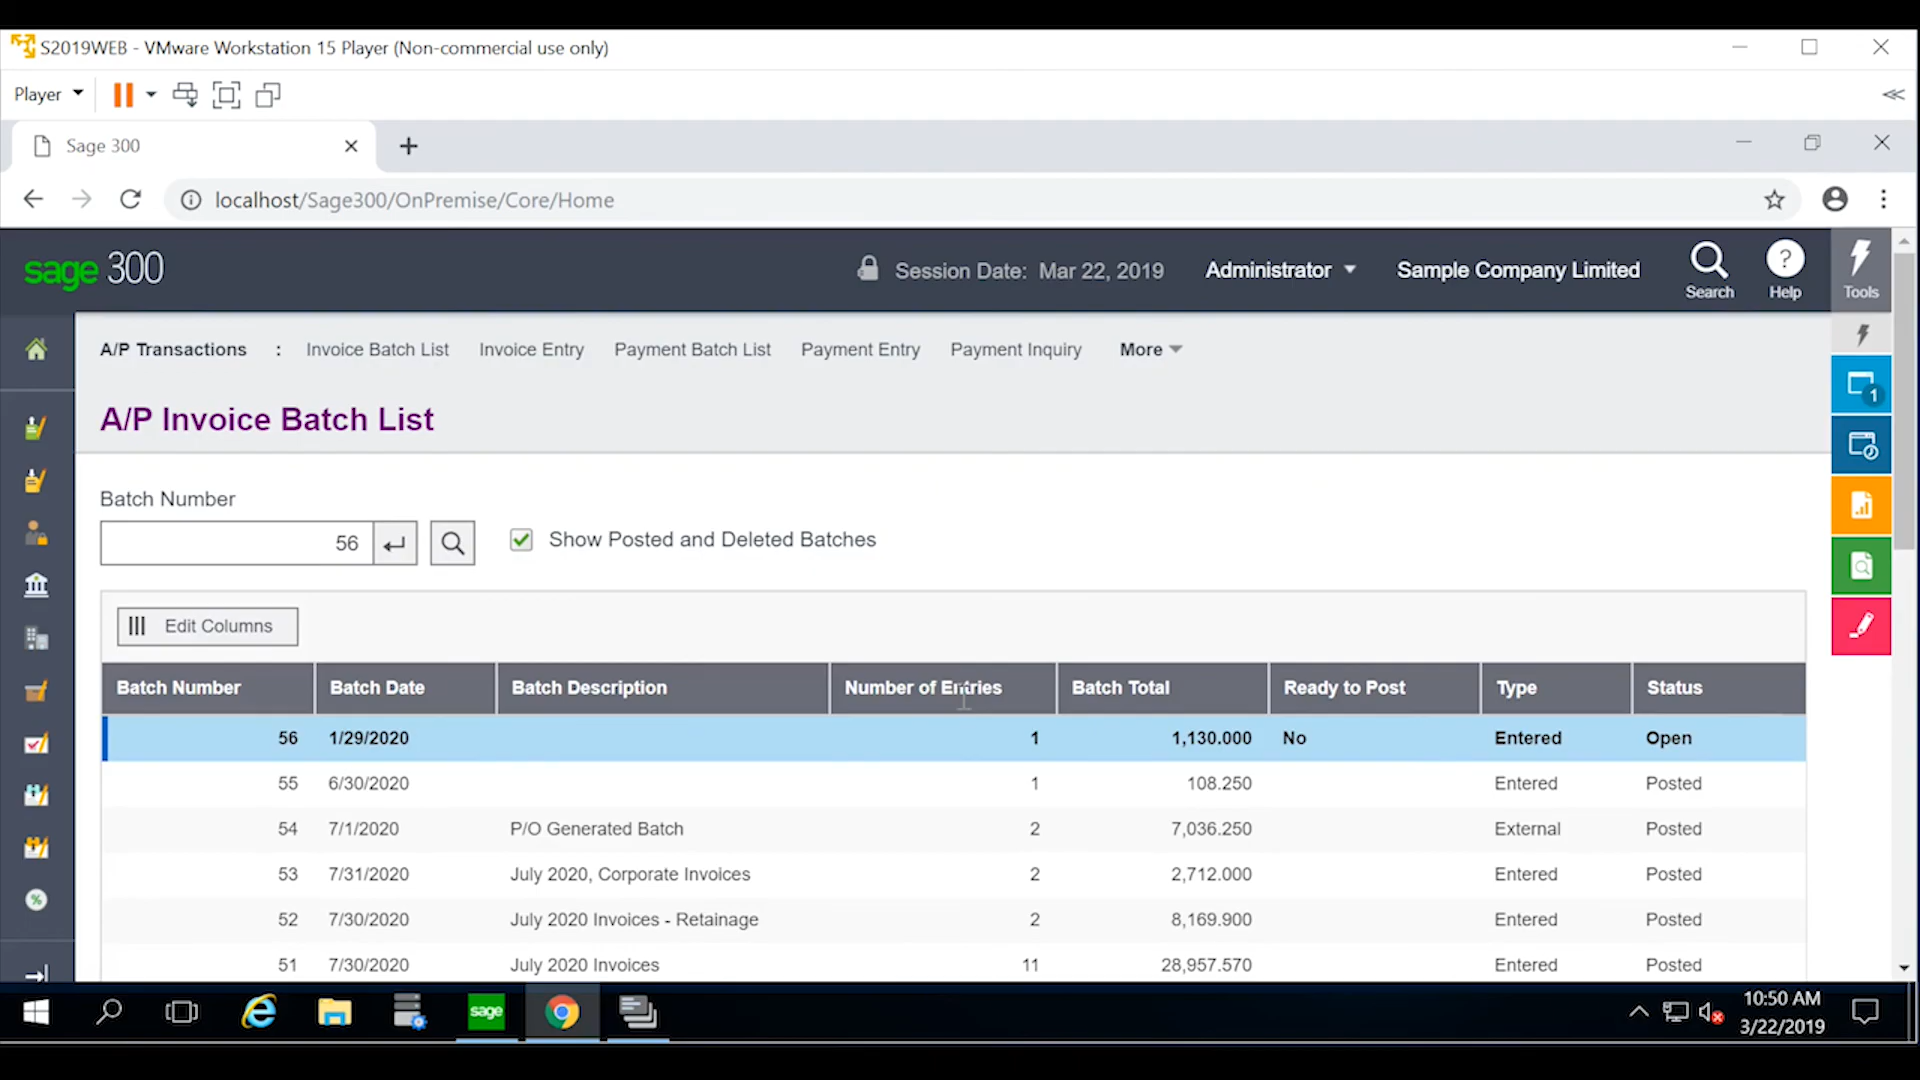 S2019WEB - VMware Workstation 15 Player (Non-commercial use only)
Player
Sage 300
localhost/Sage300/OnPremise/Core/Home
sage 300
Session Date: Mar 22, 2019
Administrator
Sample Company Limited
Search
Help
Tools
A/P Transactions : Invoice Batch List Invoice Entry Payment Batch List Payment Entry Payment Inquiry More
1
A/P Invoice Batch List
Batch Number
56
Show Posted and Deleted Batches
Edit Columns
Batch Number Batch Date Batch Description Number of Entries Batch Total Ready to Post Type Status
56 1/29/2020 1 1,130.000 No Entered Open
55 6/30/2020 1 108.250 Entered Posted
54 7/1/2020 P/O Generated Batch 2 7,036.250 External Posted
53 7/31/2020 July 2020, Corporate Invoices 2 2,712.000 Entered Posted
52 7/30/2020 July 2020 Invoices - Retainage 2 8,169.900 Entered Posted
51 7/30/2020 July 2020 Invoices 11 28,957.570 Entered Posted
sage
10:50 AM
3/22/2019